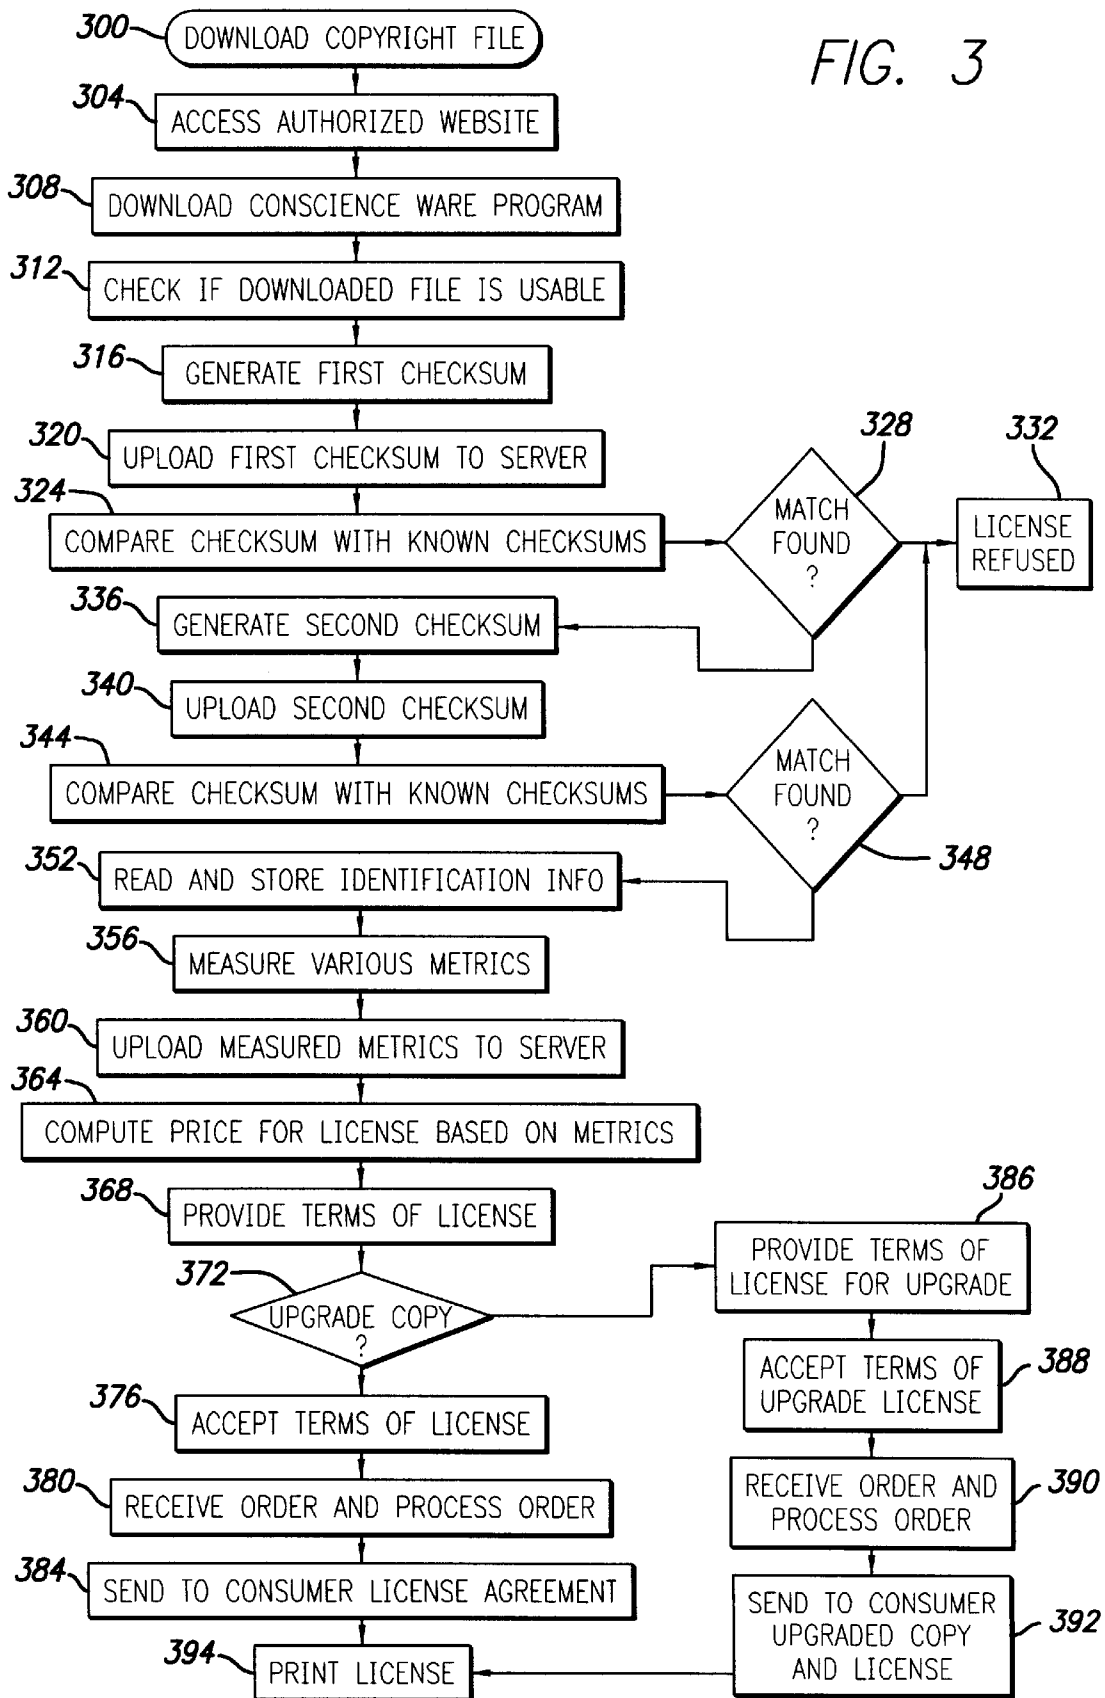 FIG. 3
300
DOWNLOAD COPYRIGHT FILE
304
ACCESS AUTHORIZED WEBSITE
308
DOWNLOAD CONSCIENCE WARE PROGRAM
312
CHECK IF DOWNLOADED FILE IS USABLE
316
GENERATE FIRST CHECKSUM
320
UPLOAD FIRST CHECKSUM TO SERVER
324
COMPARE CHECKSUM WITH KNOWN CHECKSUMS
328
MATCH
FOUND
?
332
LICENSE
REFUSED
336
GENERATE SECOND CHECKSUM
340
UPLOAD SECOND CHECKSUM
344
COMPARE CHECKSUM WITH KNOWN CHECKSUMS
MATCH
FOUND
?
348
352
READ AND STORE IDENTIFICATION INFO
356
MEASURE VARIOUS METRICS
360
UPLOAD MEASURED METRICS TO SERVER
364
COMPUTE PRICE FOR LICENSE BASED ON METRICS
368
PROVIDE TERMS OF LICENSE
372
UPGRADE COPY
?
376
ACCEPT TERMS OF LICENSE
380
RECEIVE ORDER AND PROCESS ORDER
384
SEND TO CONSUMER LICENSE AGREEMENT
386
PROVIDE TERMS OF
LICENSE FOR UPGRADE
388
ACCEPT TERMS OF
UPGRADE LICENSE
390
RECEIVE ORDER AND
PROCESS ORDER
392
SEND TO CONSUMER
UPGRADED COPY
AND LICENSE
394
PRINT LICENSE